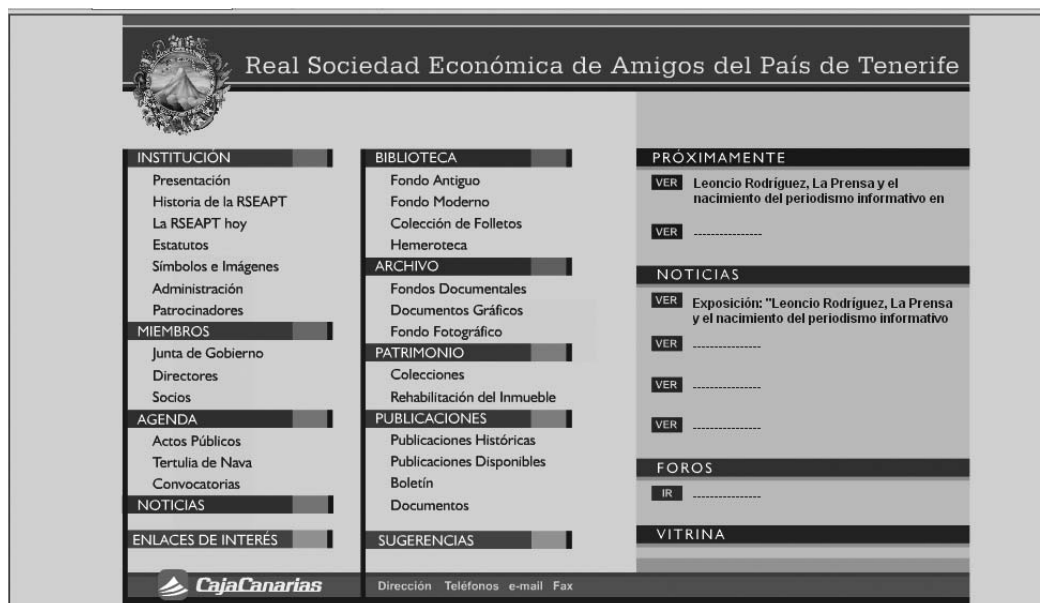 Real Sociedad Económica de Amigos del País de Tenerife
INSTITUCIÓN
Presentación
Historia de la RSEAPT
La RSEAPT hoy
Estatutos
Símbolos e Imágenes
Administración
Patrocinadores
MIEMBROS
Junta de Gobierno
Directores
Socios
AGENDA
Actos Públicos
Tertulia de Nava
Convocatorias
NOTICIAS
ENLACES DE INTERÉS
BIBLIOTECA
Fondo Antiguo
Fondo Moderno
Colección de Folletos
Hemeroteca
ARCHIVO
Fondos Documentales
Documentos Gráficos
Fondo Fotográfico
PATRIMONIO
Colecciones
Rehabilitación del Inmueble
PUBLICACIONES
Publicaciones Históricas
Publicaciones Disponibles
Boletín
Documentos
SUGERENCIAS
PRÓXIMAMENTE
VER Leoncio Rodríguez, La Prensa y el
nacimiento del periodismo informativo en
VER ----------------
NOTICIAS
VER Exposición: "Leoncio Rodríguez, La Prensa
y el nacimiento del periodismo informativo
VER ----------------
VER ----------------
VER ----------------
FOROS
IR ----------------
VITRINA
CajaCanarias
Dirección Teléfonos e-mail Fax